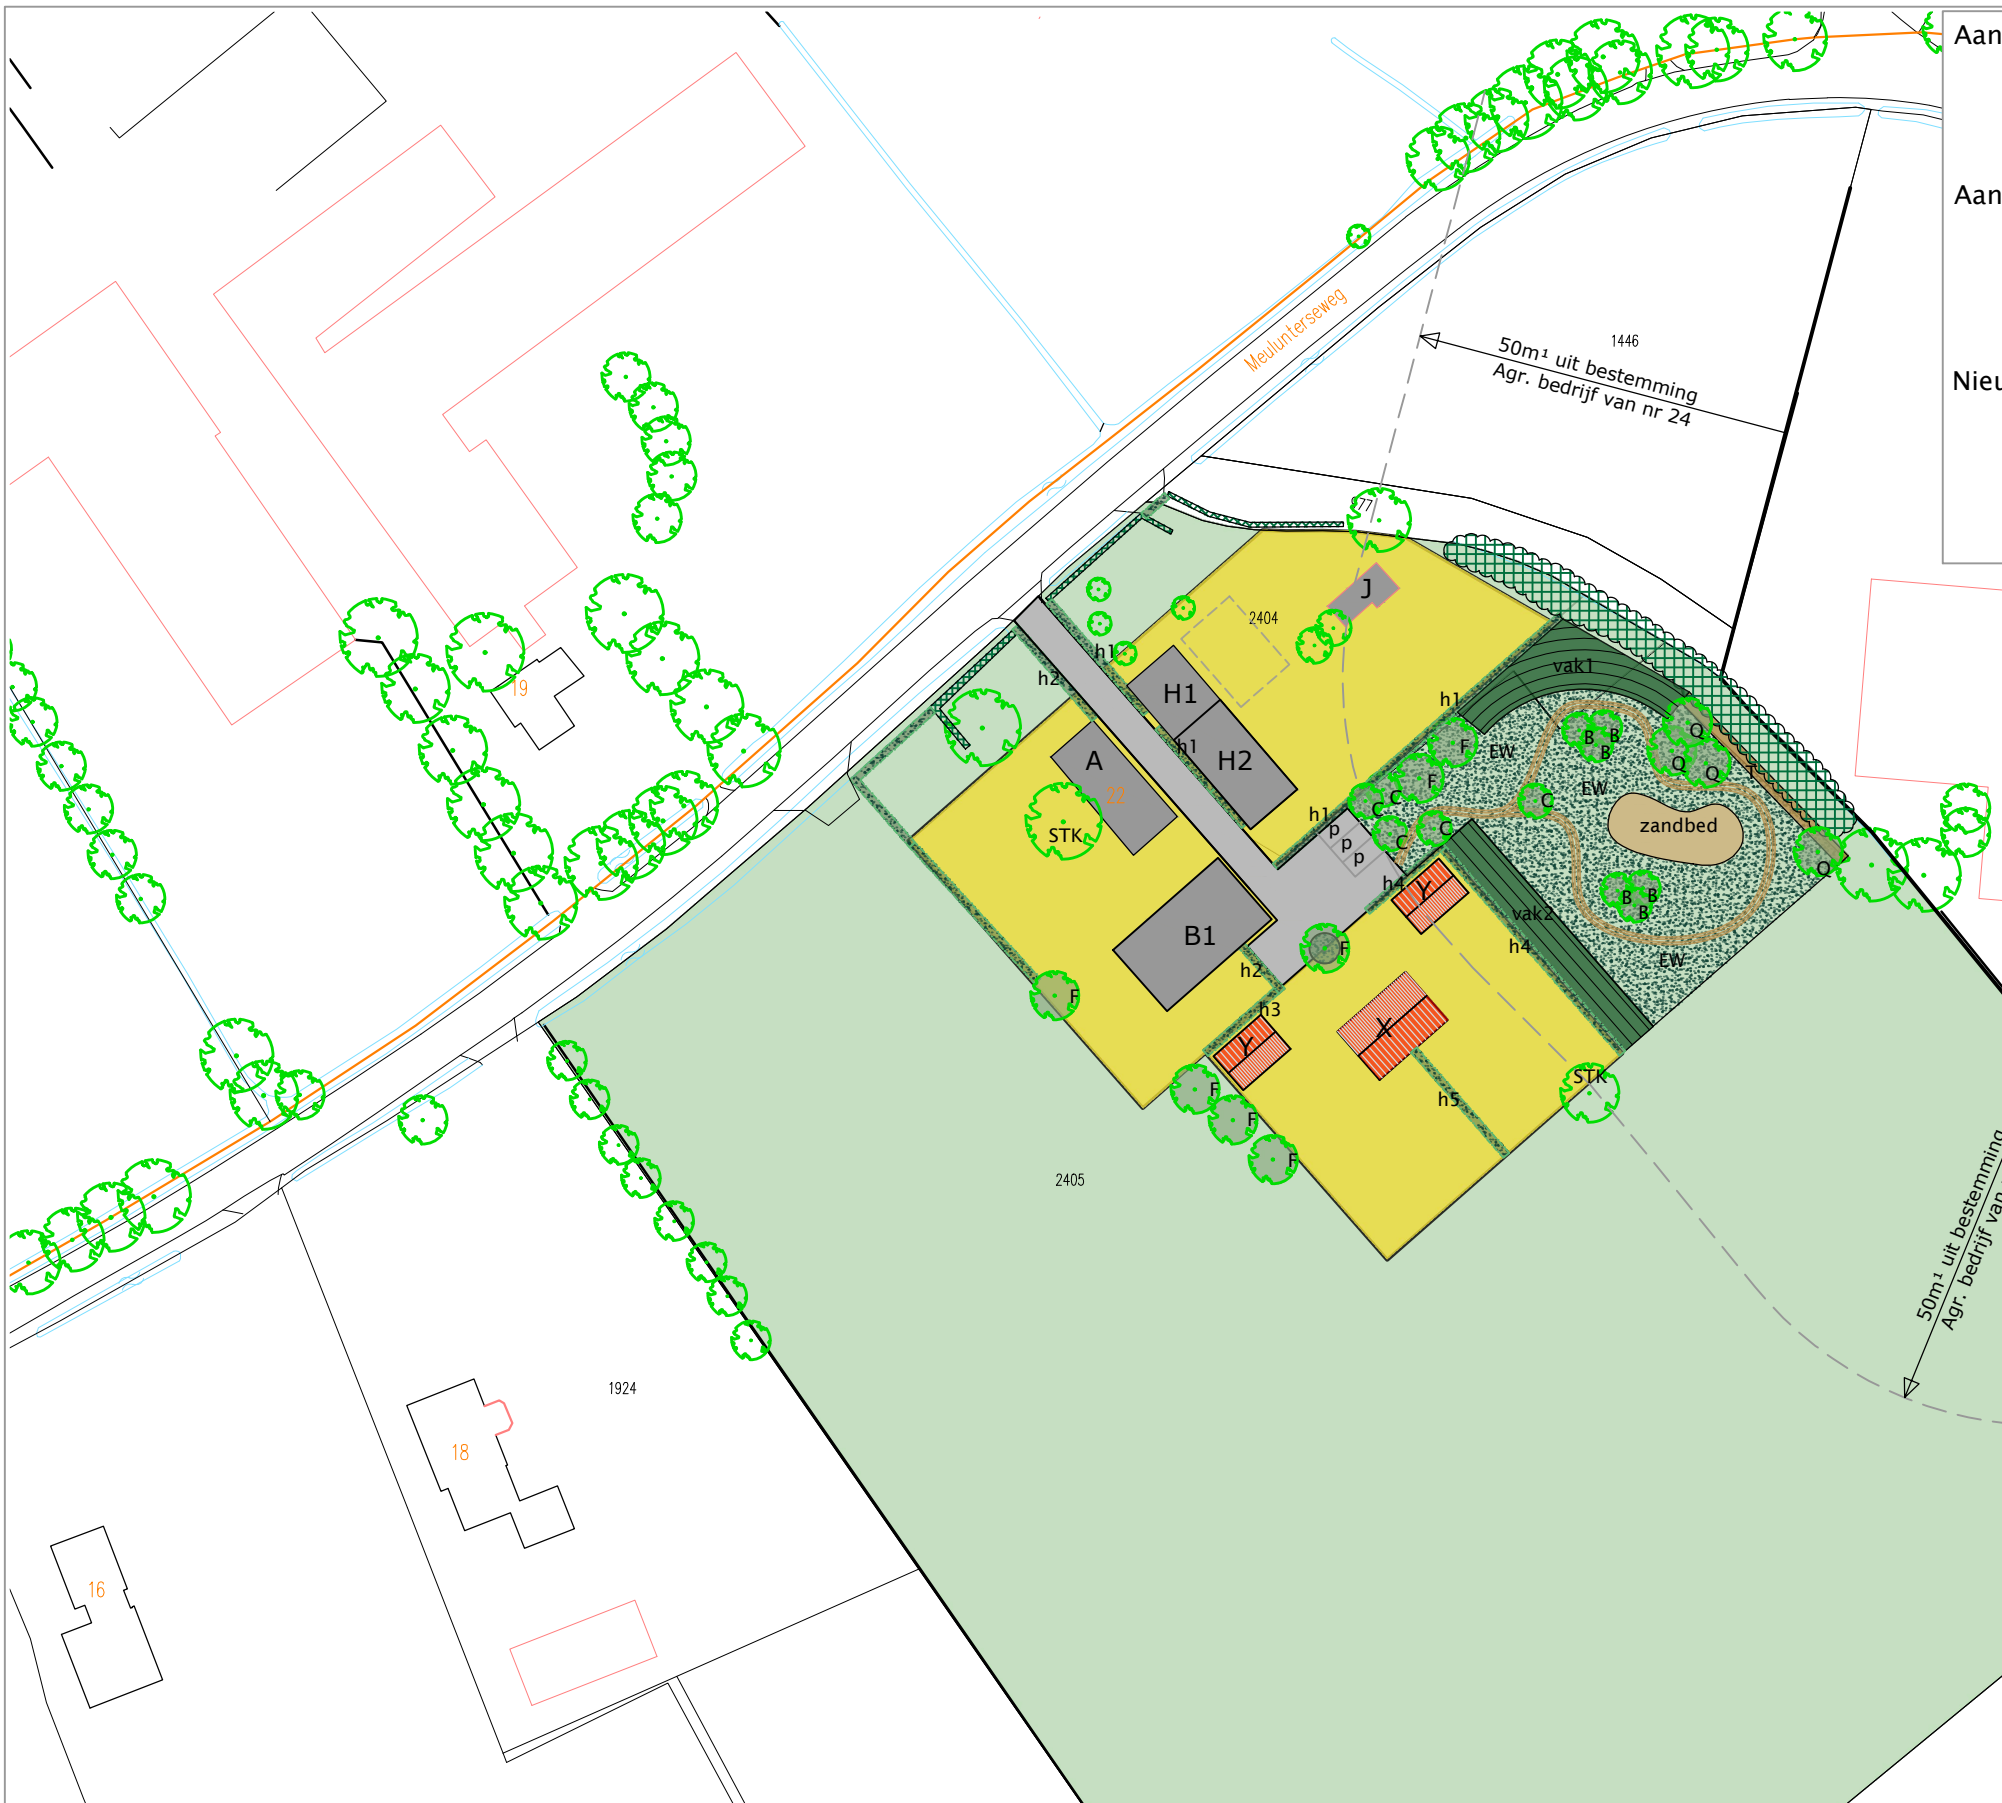 Aan
Aan
Nieu
Meulunterseweg
1446
50m¹ uit bestemming
Agr. bedrijf van nr 24
977
J
2404
h1
h2
H1
vak1
19
h1
A
h1
H2
F
EW
B
B
B
Q
Q
Q
T
22
F
EW
C
C
C
C
C
STK
h1
p
p
p
zandbed
Q
h4
Y
B
B
B
vak2
B1
F
h4
h2
EW
F
h3
X
Y
STK
F
h5
F
F
2405
50m¹ uit bestemming
Agr. bedrijf van
1924
18
16